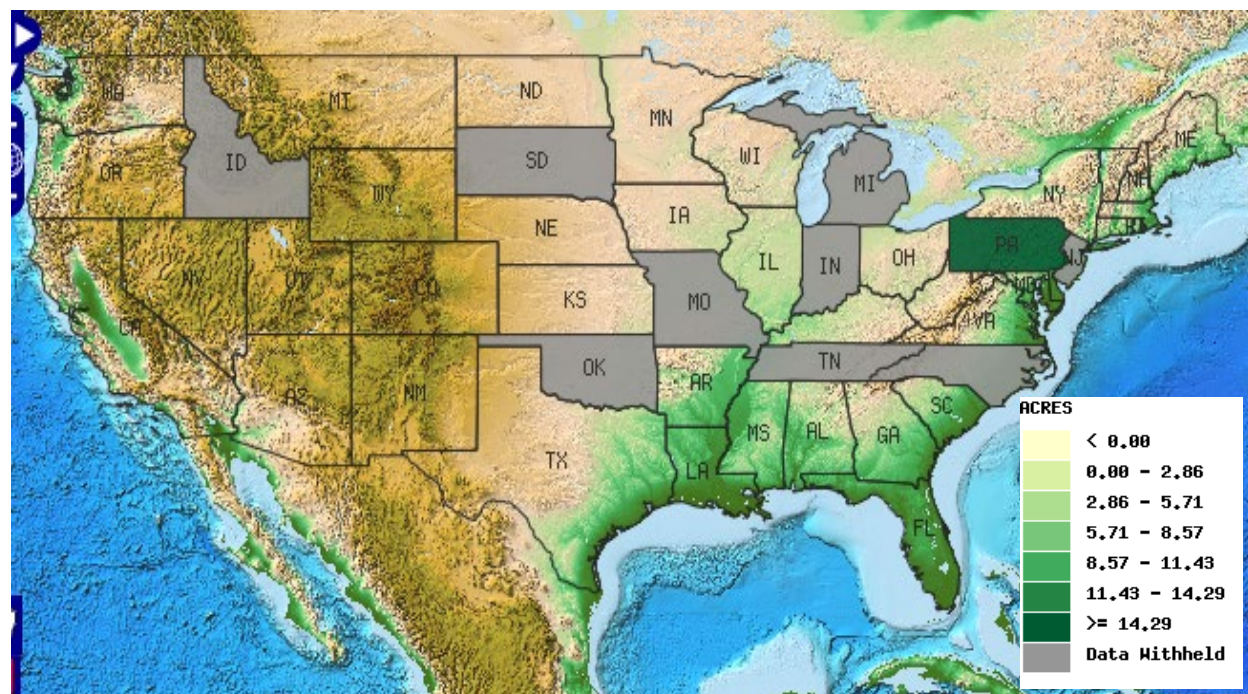 WA
MT
ND
MN
ME
OR
ID
SD
WI
MI
NY
NH
WY
IA
NE
PA
NJ
NV
UT
CO
IL
IN
OH
KS
MO
VA
CA
AZ
NM
OK
TN
AR
SC
TX
MS
AL
GA
LA
FL
ACRES
< 0.00
0.00 - 2.86
2.86 - 5.71
5.71 - 8.57
8.57 - 11.43
11.43 - 14.29
>= 14.29
Data Withheld